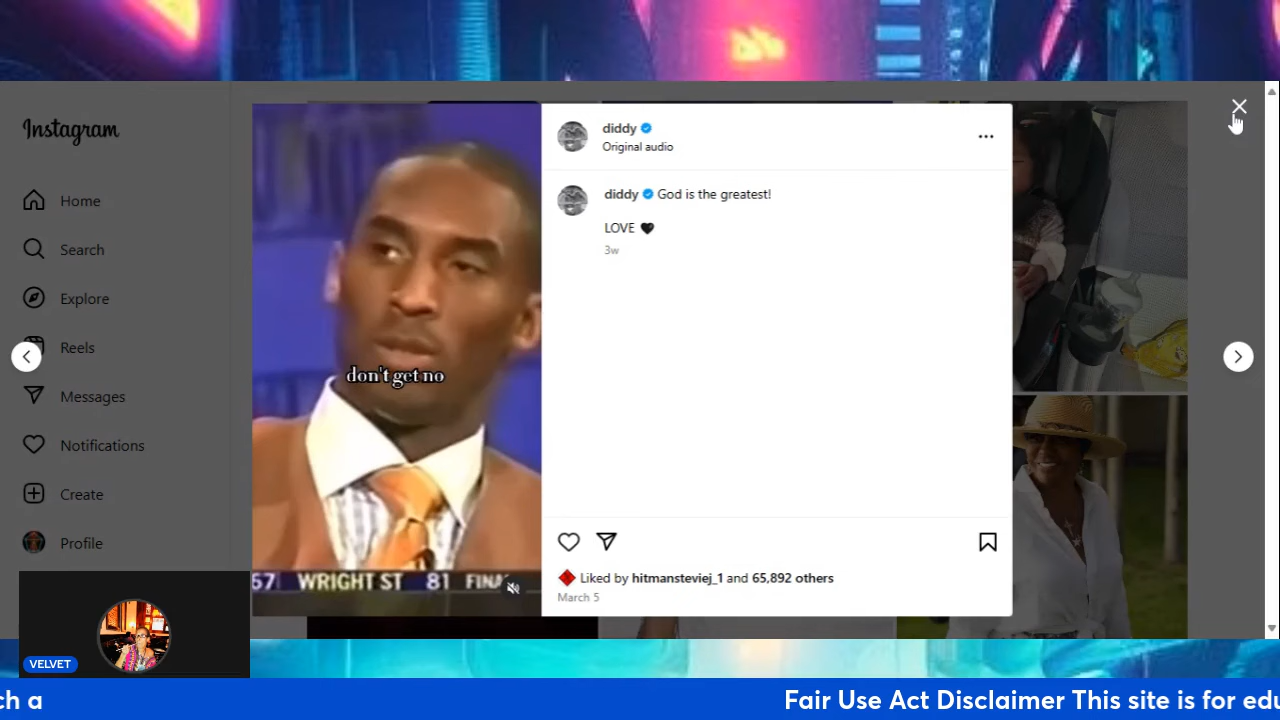 Instagram
Home
Search
Explore
Reels
Messages
Notifications
Create
Profile
diddy
Original audio
diddy God is the greatest!
LOVE 🖤
3w
don't get no
57 WRIGHT ST 81 FINA
Liked by hitmansteviej_1 and 65,892 others
March 5
VELVET
ch a
Fair Use Act Disclaimer This site is for edu